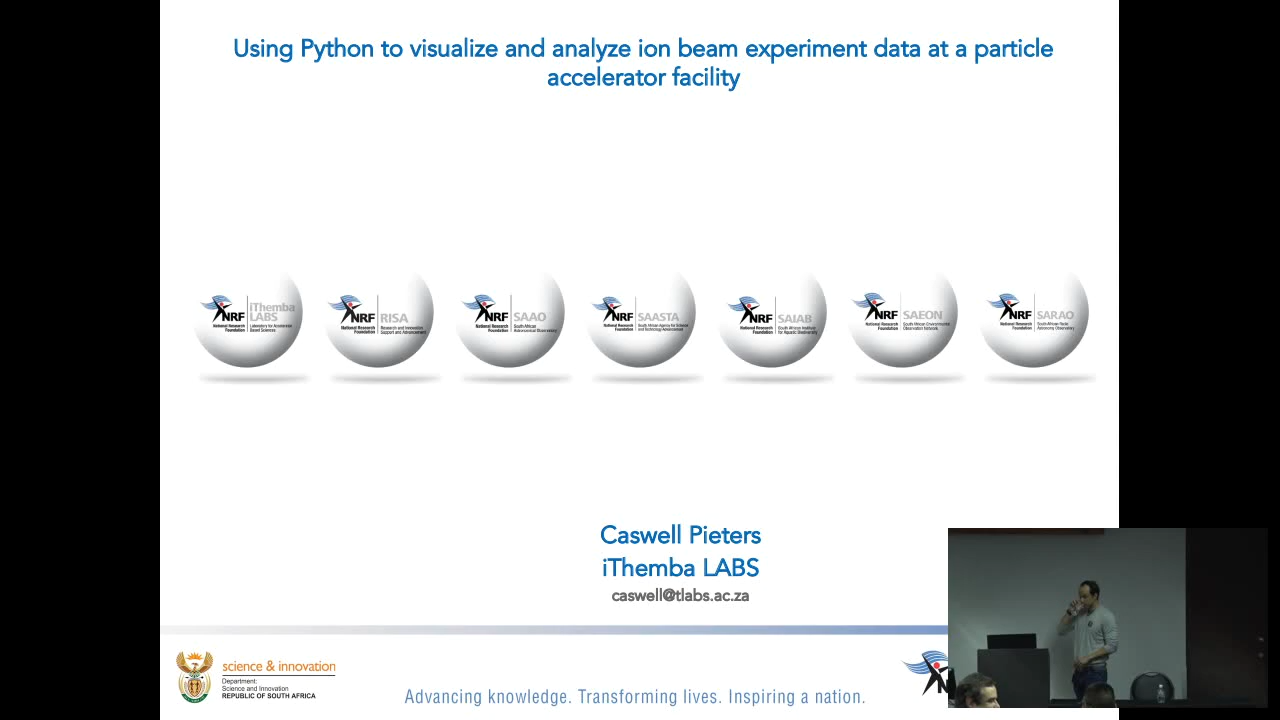 Using Python to visualize and analyze ion beam experiment data at a particle
accelerator facility
NRF
National Research
Foundation
iThemba
LABS
Laboratory for Accelerator
Based Sciences
NRF
National Research
Foundation
RISA
Research and Innovation
Support and Advancement
NRF
National Research
Foundation
SAAO
South African
Astronomical Observatory
NRF
National Research
Foundation
SAASTA
South African Agency for Science
and Technology Advancement
NRF
National Research
Foundation
SAIAB
South African Institute
for Aquatic Biodiversity
NRF
National Research
Foundation
SAEON
South African Environmental
Observation Network
NRF
National Research
Foundation
SARAO
South African Radio
Astronomy Observatory
Caswell Pieters
iThemba LABS
caswell@tlabs.ac.za
science & innovation
Department:
Science and Innovation
REPUBLIC OF SOUTH AFRICA
Advancing knowledge. Transforming lives. Inspiring a nation.